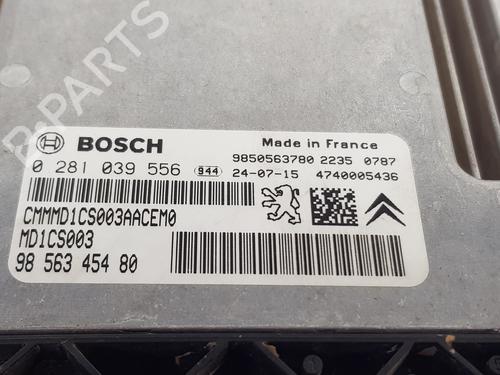 BOSCH
Made in France
9850563780 2235 0787
0 281 039 556 944 24-07-15 4740005436
CMMMD1CS003AACEM0
MD1CS003
98 563 454 80
B-PARTS